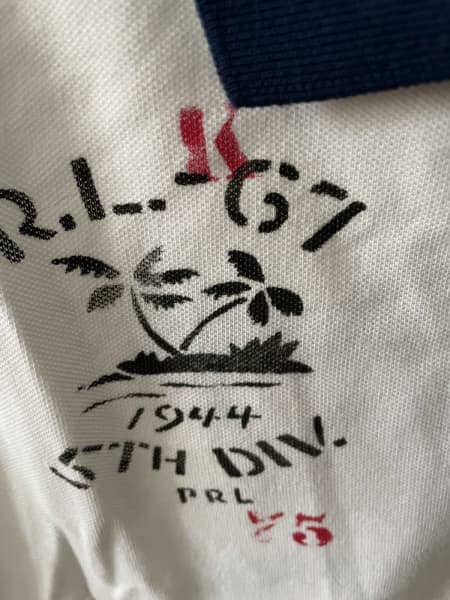 K
R.L.-67
1944
5TH DIV.
PRL
75